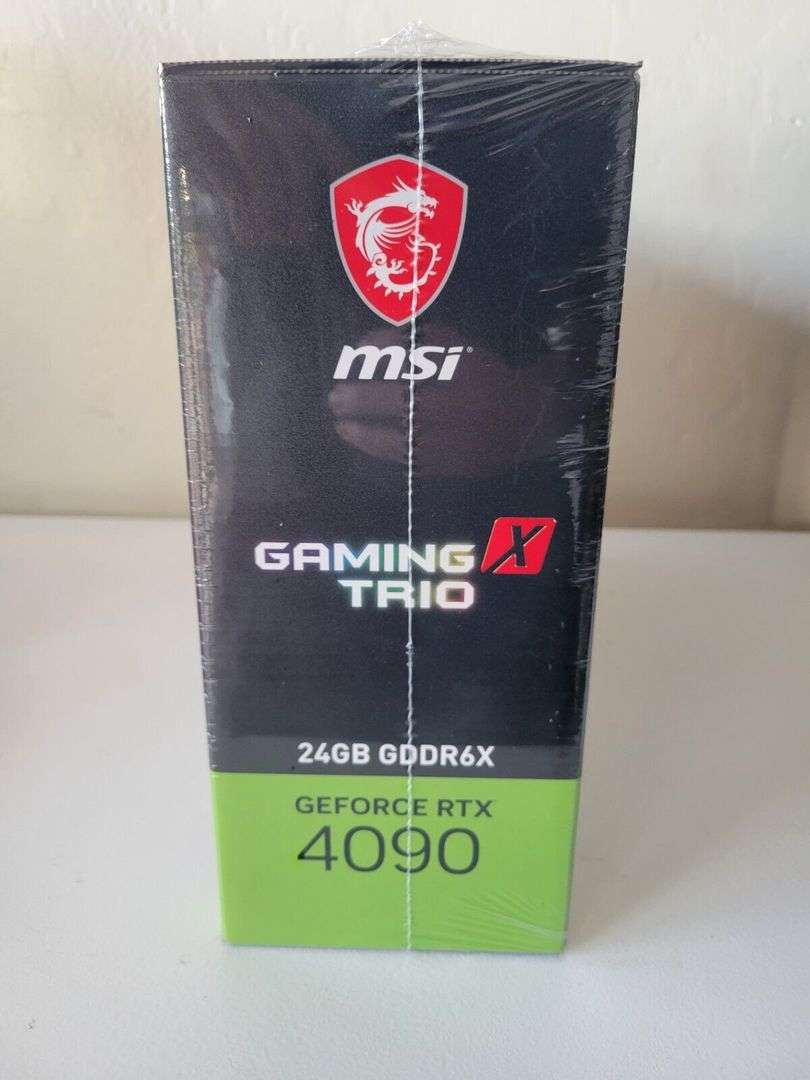 msi
GAMING X
TRIO
24GB GDDR6X
GEFORCE RTX
4090